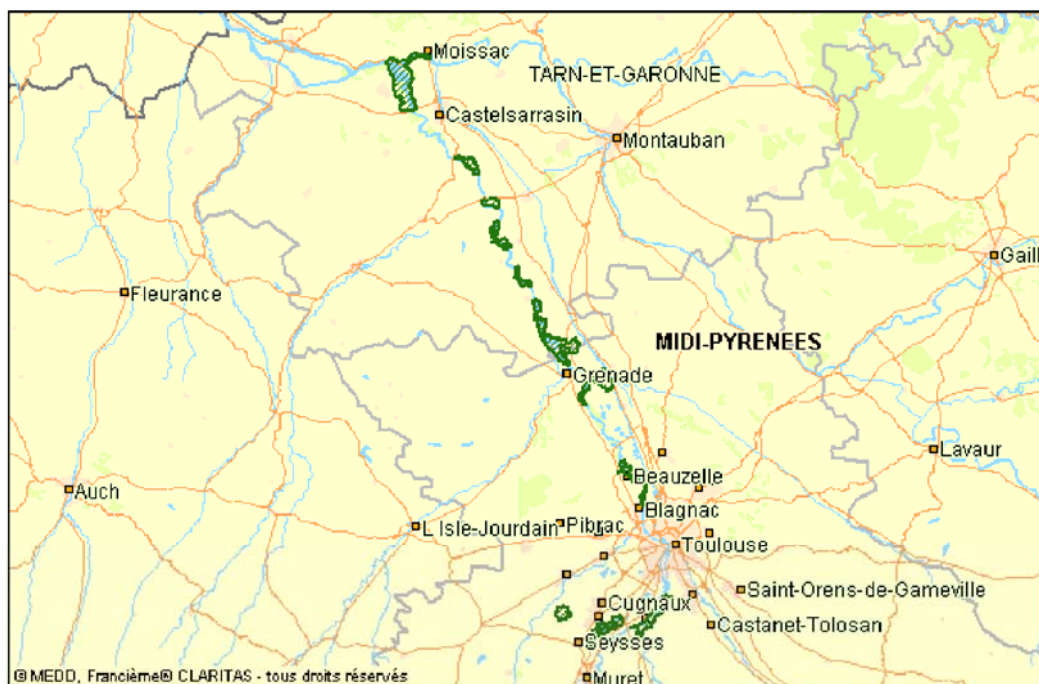 Moissac
TARN-ET-GARONNE
Castelsarrasin
Montauban
Gaill
Fleurance
MIDI-PYRENEES
Grenade
Lavaur
Beauzelle
Auch
Blagnac
L Isle-Jourdain
Pibrac
Toulouse
Saint-Orens-de-Gameville
Cugnaux
Castanet-Tolosan
Seysses
Muret
© MEDD, Francième® CLARITAS - tous droits réservés